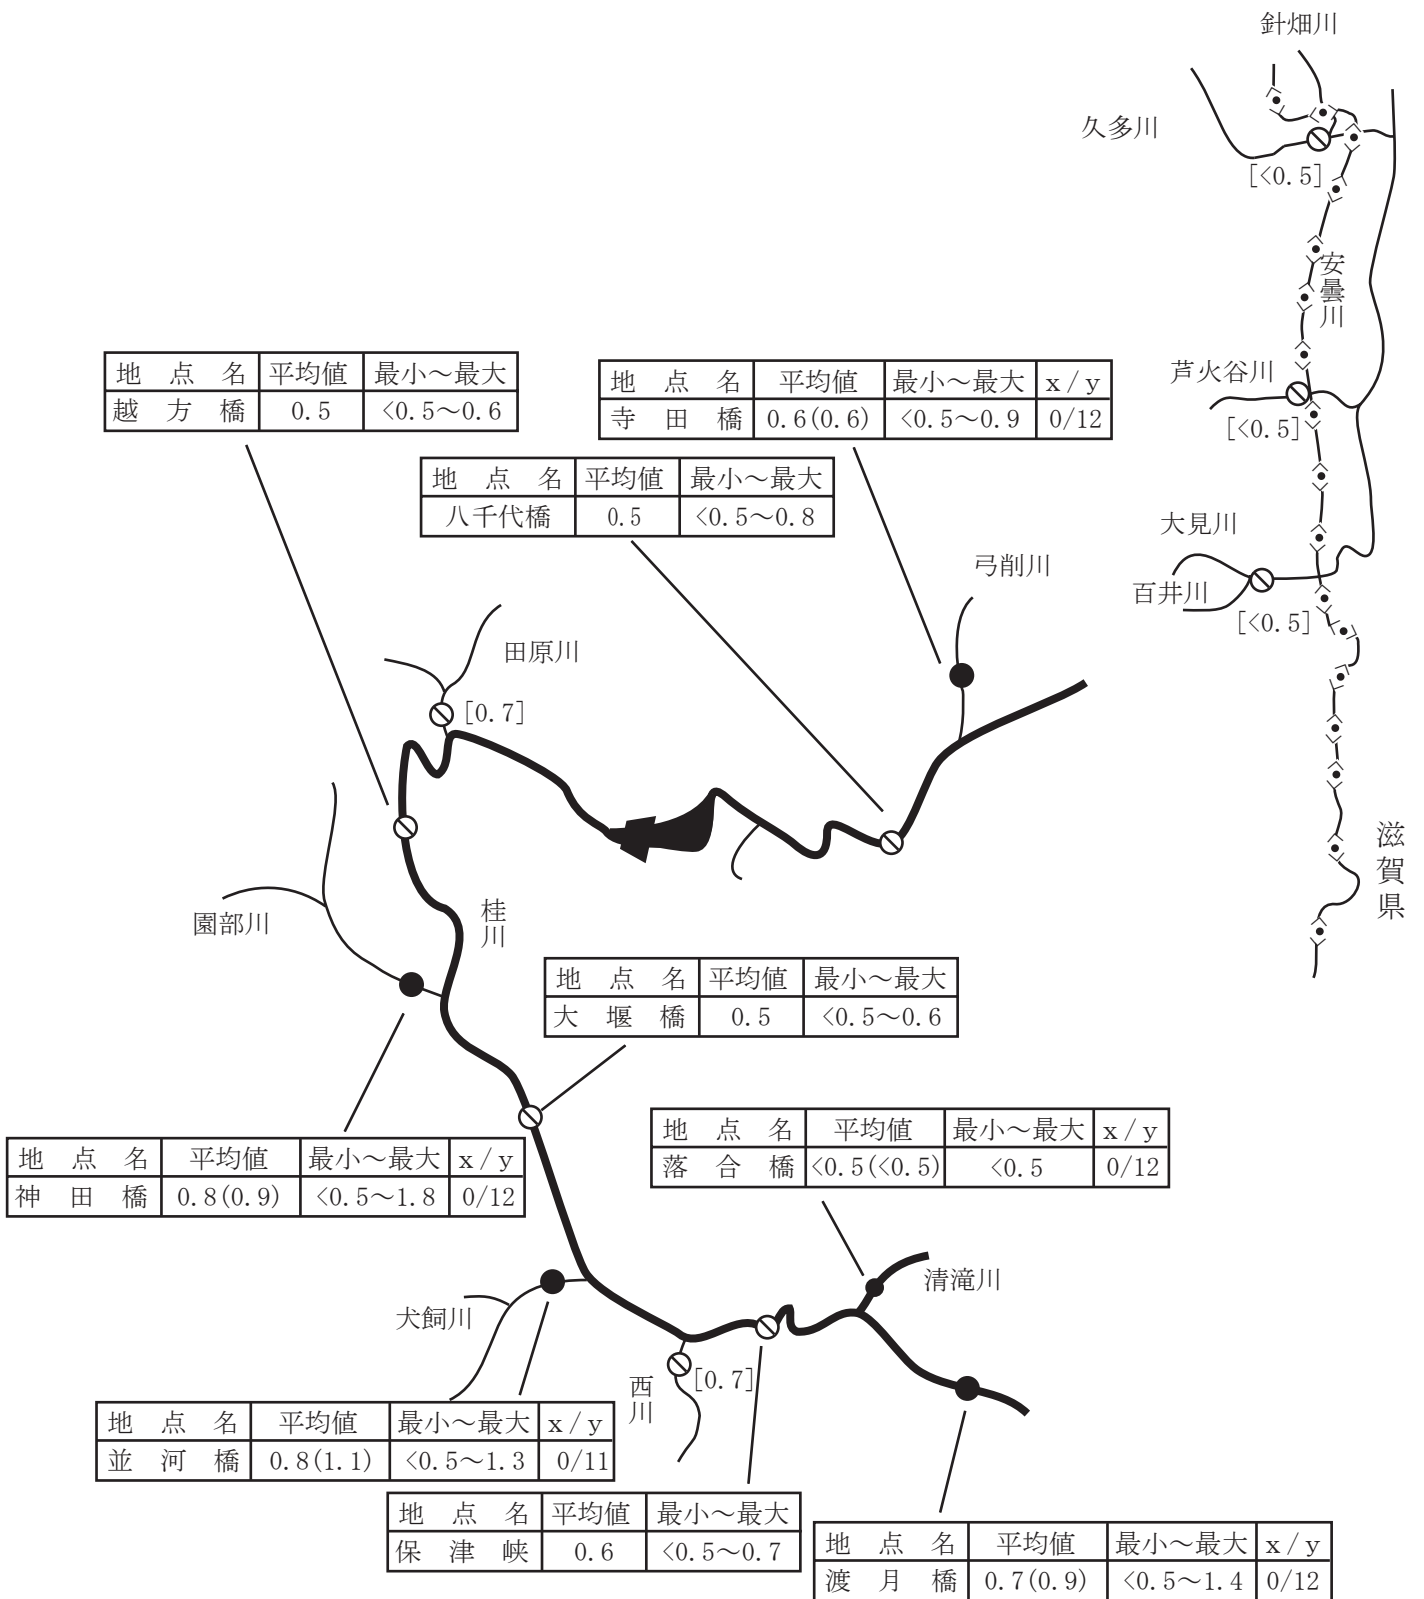 針畑川
久多川
[<0.5]
安曇川
芦火谷川
[<0.5]
大見川
百井川
[<0.5]
滋賀県
地点名 平均値 最小～最大
越方橋 0.5 <0.5～0.6
地点名 平均値 最小～最大 x/y
寺田橋 0.6(0.6) <0.5～0.9 0/12
地点名 平均値 最小～最大
八千代橋 0.5 <0.5～0.8
弓削川
田原川
[0.7]
園部川
桂川
地点名 平均値 最小～最大
大堰橋 0.5 <0.5～0.6
地点名 平均値 最小～最大 x/y
神田橋 0.8(0.9) <0.5～1.8 0/12
地点名 平均値 最小～最大 x/y
落合橋 <0.5(<0.5) <0.5 0/12
清滝川
犬飼川
西川
[0.7]
地点名 平均値 最小～最大 x/y
並河橋 0.8(1.1) <0.5～1.3 0/11
地点名 平均値 最小～最大
保津峡 0.6 <0.5～0.7
地点名 平均値 最小～最大 x/y
渡月橋 0.7(0.9) <0.5～1.4 0/12